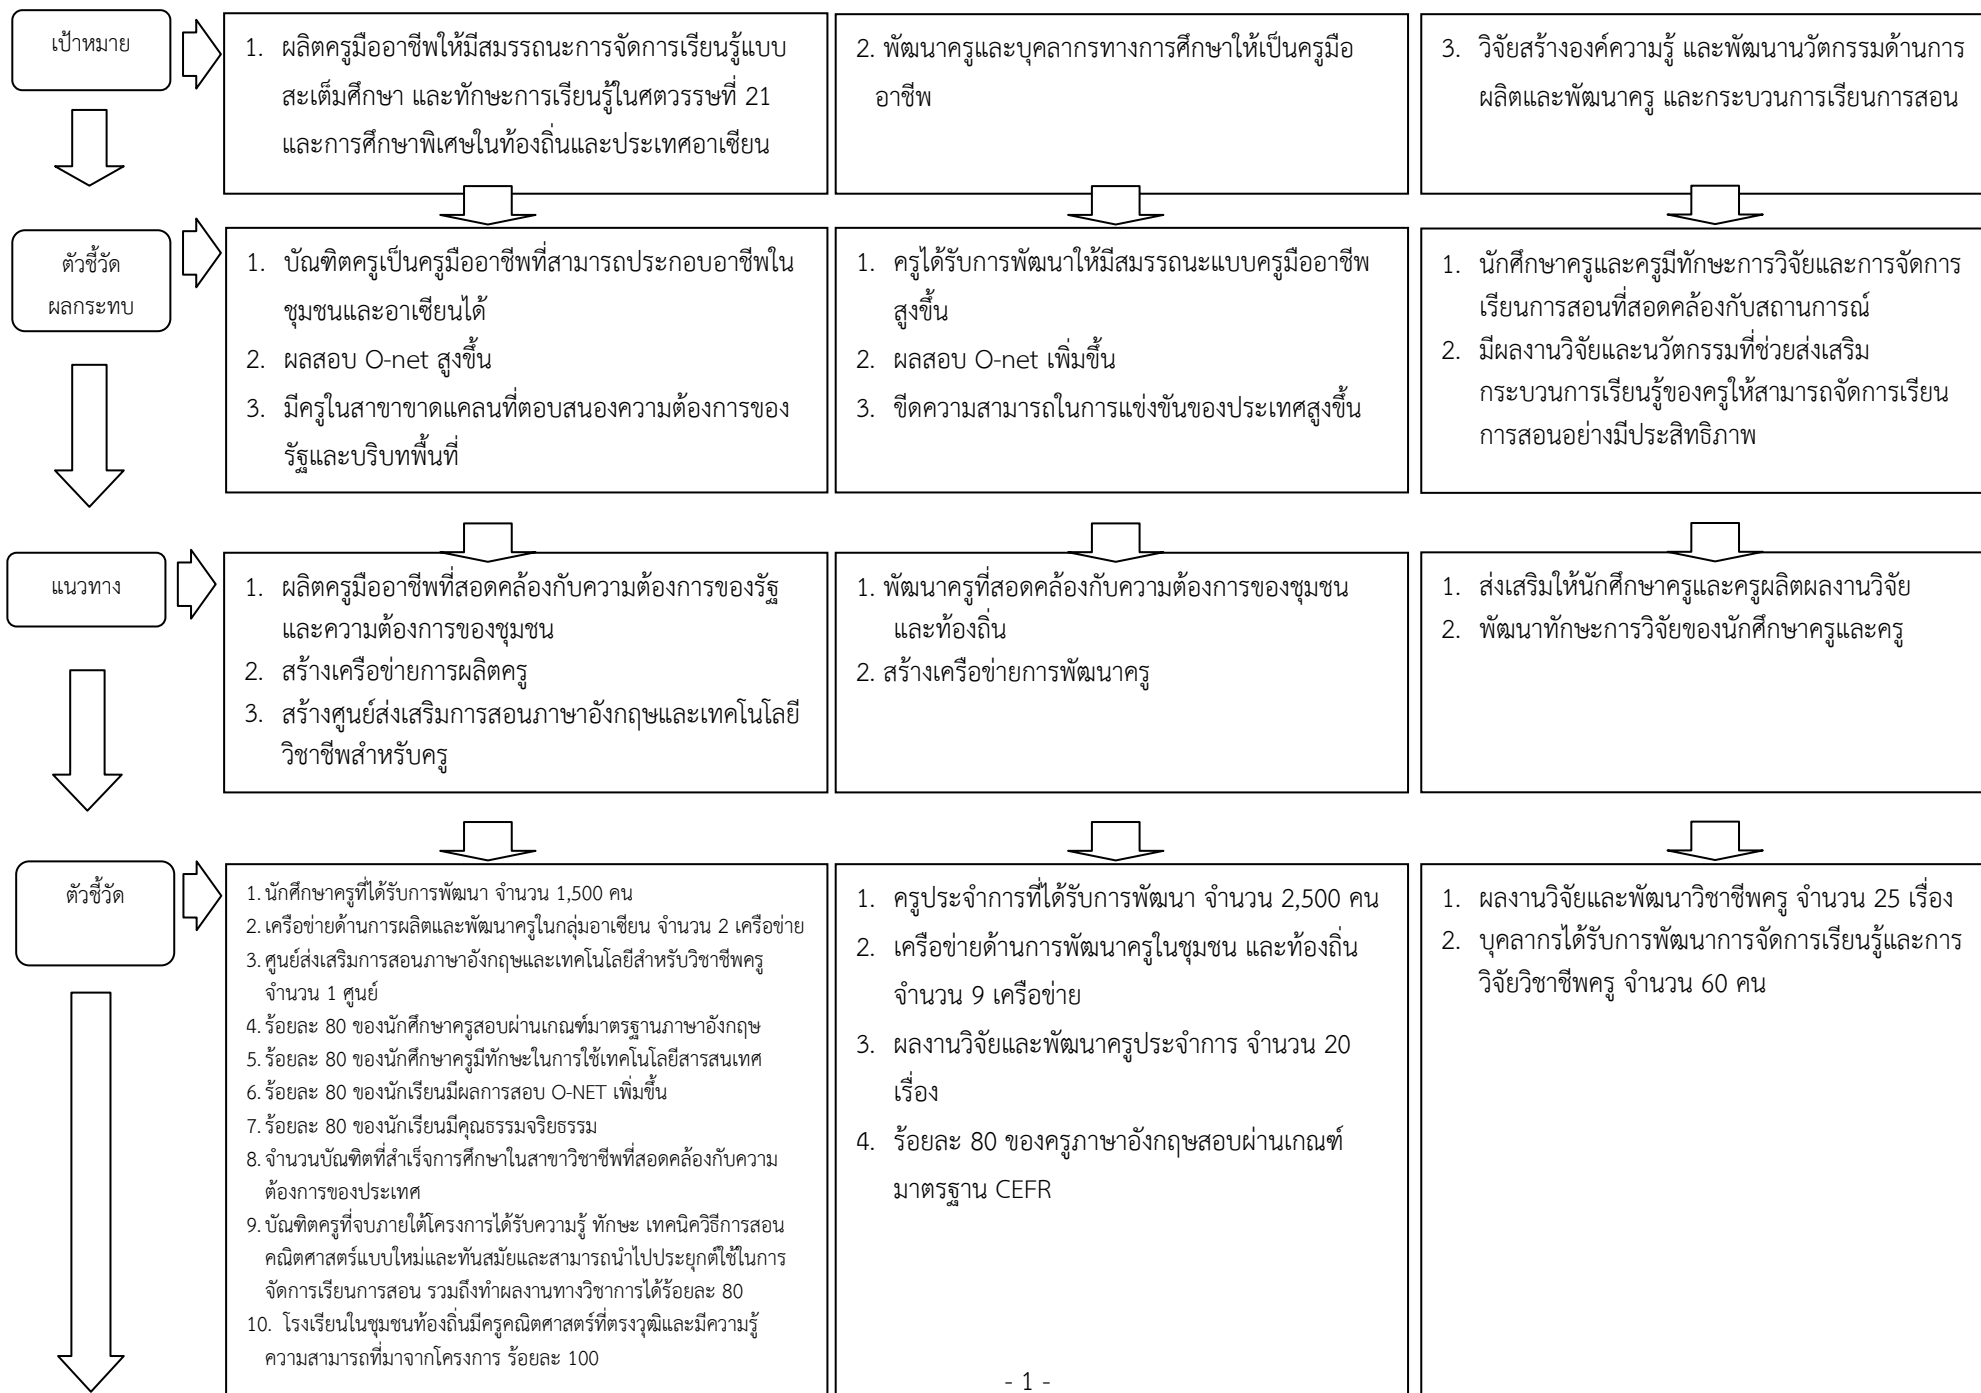 เป้าหมาย
1. ผลิตครูมืออาชีพให้มีสมรรถนะการจัดการเรียนรู้แบบ
สะเต็มศึกษา และทักษะการเรียนรู้ในศตวรรษที่ 21
และการศึกษาพิเศษในท้องถิ่นและประเทศอาเซียน
2. พัฒนาครูและบุคลากรทางการศึกษาให้เป็นครูมือ
อาชีพ
3. วิจัยสร้างองค์ความรู้ และพัฒนานวัตกรรมด้านการ
ผลิตและพัฒนาครู และกระบวนการเรียนการสอน
ตัวชี้วัด
ผลกระทบ
1. บัณฑิตครูเป็นครูมืออาชีพที่สามารถประกอบอาชีพใน
ชุมชนและอาเซียนได้
2. ผลสอบ O-net สูงขึ้น
3. มีครูในสาขาขาดแคลนที่ตอบสนองความต้องการของ
รัฐและบริบทพื้นที่
1. ครูได้รับการพัฒนาให้มีสมรรถนะแบบครูมืออาชีพ
สูงขึ้น
2. ผลสอบ O-net เพิ่มขึ้น
3. ขีดความสามารถในการแข่งขันของประเทศสูงขึ้น
1. นักศึกษาครูและครูมีทักษะการวิจัยและการจัดการ
เรียนการสอนที่สอดคล้องกับสถานการณ์
2. มีผลงานวิจัยและนวัตกรรมที่ช่วยส่งเสริม
กระบวนการเรียนรู้ของครูให้สามารถจัดการเรียน
การสอนอย่างมีประสิทธิภาพ
แนวทาง
1. ผลิตครูมืออาชีพที่สอดคล้องกับความต้องการของรัฐ
และความต้องการของชุมชน
2. สร้างเครือข่ายการผลิตครู
3. สร้างศูนย์ส่งเสริมการสอนภาษาอังกฤษและเทคโนโลยี
วิชาชีพสำหรับครู
1. พัฒนาครูที่สอดคล้องกับความต้องการของชุมชน
และท้องถิ่น
2. สร้างเครือข่ายการพัฒนาครู
1. ส่งเสริมให้นักศึกษาครูและครูผลิตผลงานวิจัย
2. พัฒนาทักษะการวิจัยของนักศึกษาครูและครู
ตัวชี้วัด
1. นักศึกษาครูที่ได้รับการพัฒนา จำนวน 1,500 คน
2. เครือข่ายด้านการผลิตและพัฒนาครูในกลุ่มอาเซียน จำนวน 2 เครือข่าย
3. ศูนย์ส่งเสริมการสอนภาษาอังกฤษและเทคโนโลยีสำหรับวิชาชีพครู
จำนวน 1 ศูนย์
4. ร้อยละ 80 ของนักศึกษาครูสอบผ่านเกณฑ์มาตรฐานภาษาอังกฤษ
5. ร้อยละ 80 ของนักศึกษาครูมีทักษะในการใช้เทคโนโลยีสารสนเทศ
6. ร้อยละ 80 ของนักเรียนมีผลการสอบ O-NET เพิ่มขึ้น
7. ร้อยละ 80 ของนักเรียนมีคุณธรรมจริยธรรม
8. จำนวนบัณฑิตที่สำเร็จการศึกษาในสาขาวิชาชีพที่สอดคล้องกับความ
ต้องการของประเทศ
9. บัณฑิตครูที่จบภายใต้โครงการได้รับความรู้ ทักษะ เทคนิควิธีการสอน
คณิตศาสตร์แบบใหม่และทันสมัยและสามารถนำไปประยุกต์ใช้ในการ
จัดการเรียนการสอน รวมถึงทำผลงานทางวิชาการได้ร้อยละ 80
10. โรงเรียนในชุมชนท้องถิ่นมีครูคณิตศาสตร์ที่ตรงวุฒิและมีความรู้
ความสามารถที่มาจากโครงการ ร้อยละ 100
1. ครูประจำการที่ได้รับการพัฒนา จำนวน 2,500 คน
2. เครือข่ายด้านการพัฒนาครูในชุมชน และท้องถิ่น
จำนวน 9 เครือข่าย
3. ผลงานวิจัยและพัฒนาครูประจำการ จำนวน 20
เรื่อง
4. ร้อยละ 80 ของครูภาษาอังกฤษสอบผ่านเกณฑ์
มาตรฐาน CEFR
1. ผลงานวิจัยและพัฒนาวิชาชีพครู จำนวน 25 เรื่อง
2. บุคลากรได้รับการพัฒนาการจัดการเรียนรู้และการ
วิจัยวิชาชีพครู จำนวน 60 คน
- 1 -